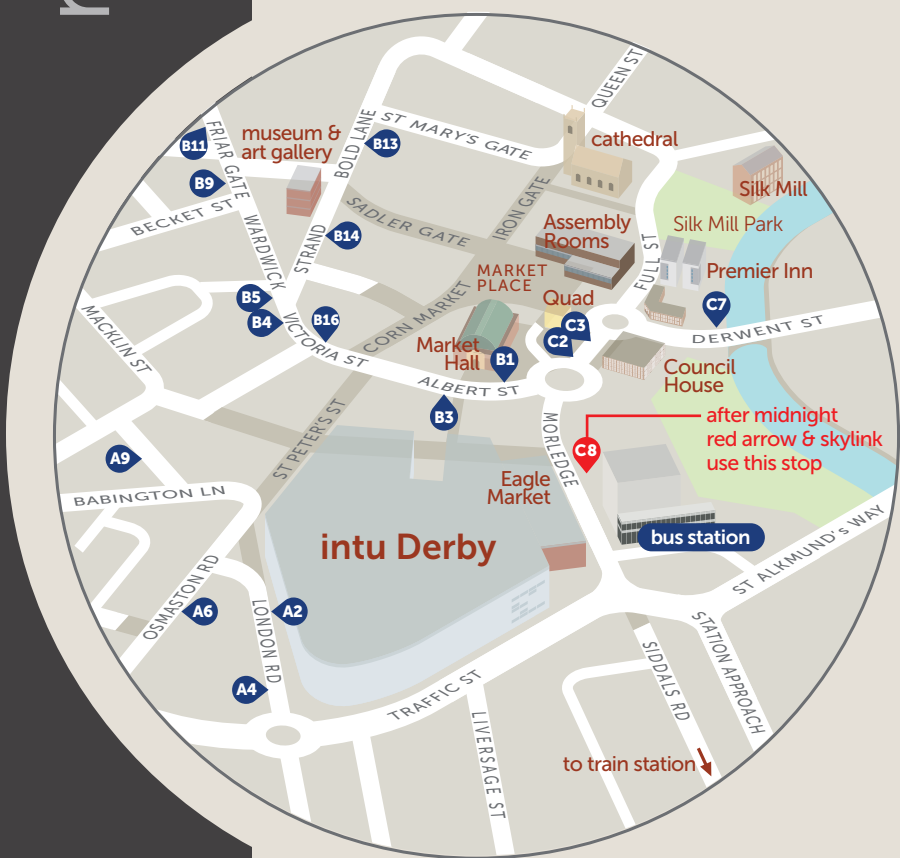 QUEEN ST
museum &
art gallery
B11
FRIAR GATE
BOLD LANE
ST MARY'S GATE
B13
cathedral
B9
BECKET ST
WARDWICK
STRAND
SADLER GATE
IRON GATE
B14
Assembly
Rooms
FULL ST
Silk Mill
Silk Mill Park
Premier Inn
MARKET
PLACE
Quad
B5
B4
B16
VICTORIA ST
CORN MARKET
C3
C2
C7
DERWENT ST
MACKLIN ST
Market
Hall
B1
ALBERT ST
B3
Council
House
MORLEDGE
ST PETER'S ST
C8
after midnight
red arrow & skylink
use this stop
A9
BABINGTON LN
Eagle
Market
bus station
intu Derby
ST ALKMUND'S WAY
OSMASTON RD
A6
LONDON RD
A2
A4
TRAFFIC ST
LIVERSAGE ST
SIDDALS RD
STATION APPROACH
to train station